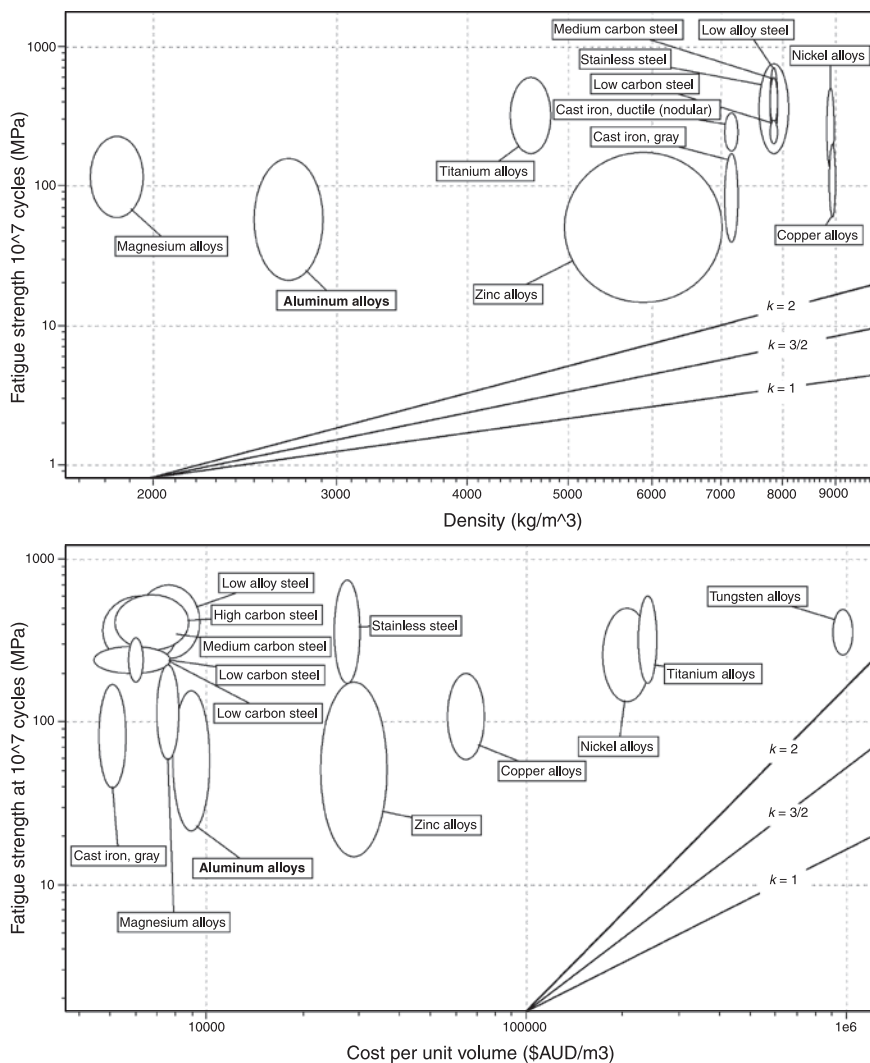 Fatigue strength 10^7 cycles (MPa)
1000
100
10
1
Medium carbon steel
Low alloy steel
Stainless steel
Nickel alloys
Low carbon steel
Cast iron, ductile (nodular)
Cast iron, gray
Titanium alloys
Magnesium alloys
Copper alloys
Aluminum alloys
Zinc alloys
k = 2
k = 3/2
k = 1
2000
3000
4000
5000
6000
7000
8000
9000
Density (kg/m^3)
Fatigue strength at 10^7 cycles (MPa)
1000
100
10
Low alloy steel
High carbon steel
Medium carbon steel
Low carbon steel
Low carbon steel
Stainless steel
Tungsten alloys
Titanium alloys
Nickel alloys
Copper alloys
Zinc alloys
Cast iron, gray
Aluminum alloys
Magnesium alloys
k = 2
k = 3/2
k = 1
10000
100000
1e6
Cost per unit volume ($AUD/m3)